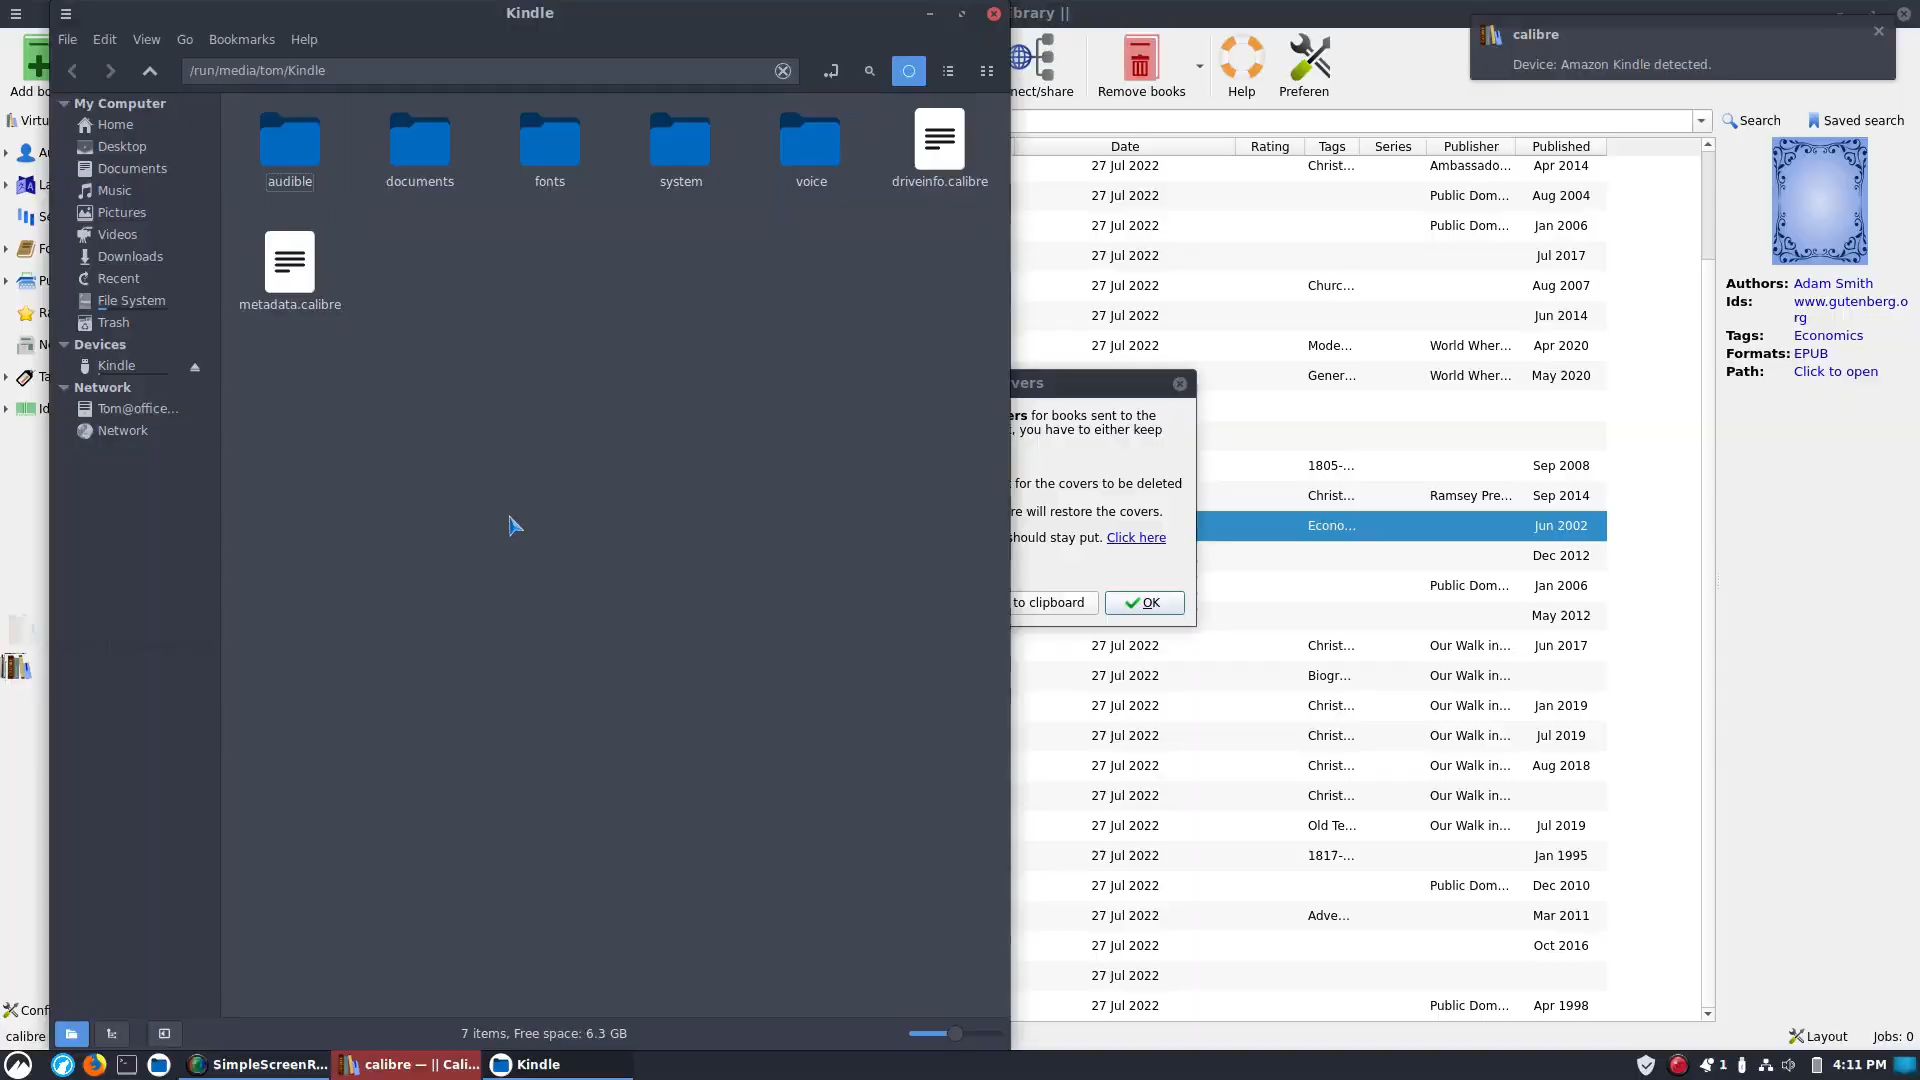 Kindle
File Edit View Go Bookmarks Help
/run/media/tom/Kindle
My Computer
Home
Desktop
Documents
Music
Pictures
Videos
Downloads
Recent
File System
Trash
Devices
Kindle
Network
Tom@office...
Network
audible
documents
fonts
system
voice
driveinfo.calibre
metadata.calibre
7 items, Free space: 6.3 GB
ibrary ||
Add bo
Virtu
nect/share
Remove books
Help
Preferen
calibre
Device: Amazon Kindle detected.
Search
Saved search
Date Rating Tags Series Publisher Published
27 Jul 2022 Christ... Ambassado... Apr 2014
27 Jul 2022 Public Dom... Aug 2004
27 Jul 2022 Public Dom... Jan 2006
27 Jul 2022 Jul 2017
27 Jul 2022 Churc... Aug 2007
27 Jul 2022 Jun 2014
27 Jul 2022 Mode... World Wher... Apr 2020
27 Jul 2022 Gener... World Wher... May 2020
1805-... Sep 2008
Christ... Ramsey Pre... Sep 2014
Econo... Jun 2002
Dec 2012
Public Dom... Jan 2006
May 2012
27 Jul 2022 Christ... Our Walk in... Jun 2017
27 Jul 2022 Biogr... Our Walk in...
27 Jul 2022 Christ... Our Walk in... Jan 2019
27 Jul 2022 Christ... Our Walk in... Jul 2019
27 Jul 2022 Christ... Our Walk in... Aug 2018
27 Jul 2022 Christ... Our Walk in...
27 Jul 2022 Old Te... Our Walk in... Jul 2019
27 Jul 2022 1817-... Jan 1995
27 Jul 2022 Public Dom... Dec 2010
27 Jul 2022 Adve... Mar 2011
27 Jul 2022 Oct 2016
27 Jul 2022
27 Jul 2022 Public Dom... Apr 1998
vers
ers for books sent to the
, you have to either keep
for the covers to be deleted
re will restore the covers.
should stay put. Click here
to clipboard
OK
Authors: Adam Smith
Ids: www.gutenberg.o
rg
Tags: Economics
Formats: EPUB
Path: Click to open
Au
La
Se
Fo
Pu
Ra
Ne
Ta
Id
Conf
calibre
Layout
Jobs: 0
SimpleScreenR...
calibre — || Cali...
Kindle
1
4:11 PM